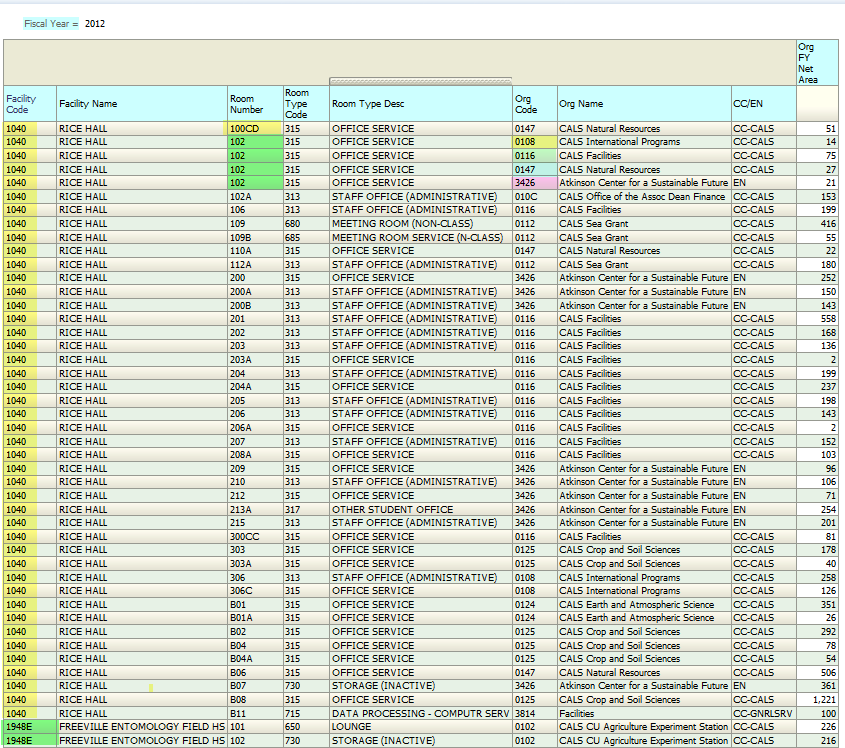 Fiscal Year = 2012
Org FY Net Area
Facility Code Facility Name Room Number Room Type Code Room Type Desc Org Code Org Name CC/EN
1040 RICE HALL 100CD 315 OFFICE SERVICE 0147 CALS Natural Resources CC-CALS 51
1040 RICE HALL 102 315 OFFICE SERVICE 0108 CALS International Programs CC-CALS 14
1040 RICE HALL 102 315 OFFICE SERVICE 0116 CALS Facilities CC-CALS 75
1040 RICE HALL 102 315 OFFICE SERVICE 0147 CALS Natural Resources CC-CALS 27
1040 RICE HALL 102 315 OFFICE SERVICE 3426 Atkinson Center for a Sustainable Future EN 21
1040 RICE HALL 102A 313 STAFF OFFICE (ADMINISTRATIVE) 010C CALS Office of the Assoc Dean Finance CC-CALS 153
1040 RICE HALL 106 313 STAFF OFFICE (ADMINISTRATIVE) 0116 CALS Facilities CC-CALS 199
1040 RICE HALL 109 680 MEETING ROOM (NON-CLASS) 0112 CALS Sea Grant CC-CALS 416
1040 RICE HALL 109B 685 MEETING ROOM SERVICE (N-CLASS) 0112 CALS Sea Grant CC-CALS 55
1040 RICE HALL 110A 315 OFFICE SERVICE 0147 CALS Natural Resources CC-CALS 22
1040 RICE HALL 112A 313 STAFF OFFICE (ADMINISTRATIVE) 0112 CALS Sea Grant CC-CALS 180
1040 RICE HALL 200 315 OFFICE SERVICE 3426 Atkinson Center for a Sustainable Future EN 252
1040 RICE HALL 200A 313 STAFF OFFICE (ADMINISTRATIVE) 3426 Atkinson Center for a Sustainable Future EN 150
1040 RICE HALL 200B 313 STAFF OFFICE (ADMINISTRATIVE) 3426 Atkinson Center for a Sustainable Future EN 143
1040 RICE HALL 201 313 STAFF OFFICE (ADMINISTRATIVE) 0116 CALS Facilities CC-CALS 558
1040 RICE HALL 202 313 STAFF OFFICE (ADMINISTRATIVE) 0116 CALS Facilities CC-CALS 168
1040 RICE HALL 203 313 STAFF OFFICE (ADMINISTRATIVE) 0116 CALS Facilities CC-CALS 136
1040 RICE HALL 203A 315 OFFICE SERVICE 0116 CALS Facilities CC-CALS 2
1040 RICE HALL 204 313 STAFF OFFICE (ADMINISTRATIVE) 0116 CALS Facilities CC-CALS 199
1040 RICE HALL 204A 315 OFFICE SERVICE 0116 CALS Facilities CC-CALS 237
1040 RICE HALL 205 313 STAFF OFFICE (ADMINISTRATIVE) 0116 CALS Facilities CC-CALS 198
1040 RICE HALL 206 313 STAFF OFFICE (ADMINISTRATIVE) 0116 CALS Facilities CC-CALS 143
1040 RICE HALL 206A 315 OFFICE SERVICE 0116 CALS Facilities CC-CALS 2
1040 RICE HALL 207 313 STAFF OFFICE (ADMINISTRATIVE) 0116 CALS Facilities CC-CALS 152
1040 RICE HALL 208A 315 OFFICE SERVICE 0116 CALS Facilities CC-CALS 103
1040 RICE HALL 209 315 OFFICE SERVICE 3426 Atkinson Center for a Sustainable Future EN 96
1040 RICE HALL 210 313 STAFF OFFICE (ADMINISTRATIVE) 3426 Atkinson Center for a Sustainable Future EN 106
1040 RICE HALL 212 315 OFFICE SERVICE 3426 Atkinson Center for a Sustainable Future EN 71
1040 RICE HALL 213A 317 OTHER STUDENT OFFICE 3426 Atkinson Center for a Sustainable Future EN 254
1040 RICE HALL 215 313 STAFF OFFICE (ADMINISTRATIVE) 3426 Atkinson Center for a Sustainable Future EN 201
1040 RICE HALL 300CC 315 OFFICE SERVICE 0116 CALS Facilities CC-CALS 81
1040 RICE HALL 303 315 OFFICE SERVICE 0125 CALS Crop and Soil Sciences CC-CALS 178
1040 RICE HALL 303A 315 OFFICE SERVICE 0125 CALS Crop and Soil Sciences CC-CALS 40
1040 RICE HALL 306 313 STAFF OFFICE (ADMINISTRATIVE) 0108 CALS International Programs CC-CALS 258
1040 RICE HALL 306C 315 OFFICE SERVICE 0108 CALS International Programs CC-CALS 126
1040 RICE HALL B01 315 OFFICE SERVICE 0124 CALS Earth and Atmospheric Science CC-CALS 351
1040 RICE HALL B01A 315 OFFICE SERVICE 0124 CALS Earth and Atmospheric Science CC-CALS 26
1040 RICE HALL B02 315 OFFICE SERVICE 0125 CALS Crop and Soil Sciences CC-CALS 292
1040 RICE HALL B04 315 OFFICE SERVICE 0125 CALS Crop and Soil Sciences CC-CALS 78
1040 RICE HALL B04A 315 OFFICE SERVICE 0125 CALS Crop and Soil Sciences CC-CALS 54
1040 RICE HALL B06 315 OFFICE SERVICE 0147 CALS Natural Resources CC-CALS 506
1040 RICE HALL B07 730 STORAGE (INACTIVE) 3426 Atkinson Center for a Sustainable Future EN 361
1040 RICE HALL B08 315 OFFICE SERVICE 0125 CALS Crop and Soil Sciences CC-CALS 1,221
1040 RICE HALL B11 715 DATA PROCESSING - COMPUTR SERV 3814 Facilities CC-GNRLSRV 100
1948E FREEVILLE ENTOMOLOGY FIELD HS 101 650 LOUNGE 0102 CALS CU Agriculture Experiment Station CC-CALS 226
1948E FREEVILLE ENTOMOLOGY FIELD HS 102 730 STORAGE (INACTIVE) 0102 CALS CU Agriculture Experiment Station CC-CALS 216